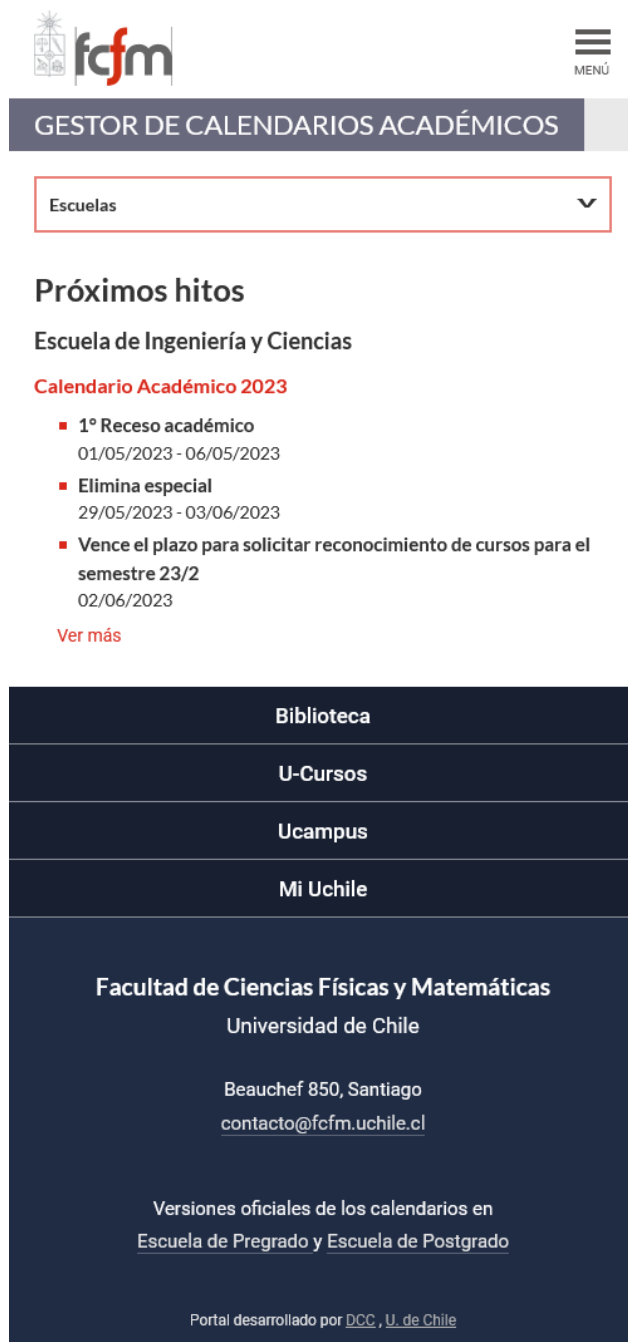 fcfm
MENÚ
GESTOR DE CALENDARIOS ACADÉMICOS
Escuelas
Próximos hitos
Escuela de Ingeniería y Ciencias
Calendario Académico 2023
1° Receso académico
01/05/2023 - 06/05/2023
Elimina especial
29/05/2023 - 03/06/2023
Vence el plazo para solicitar reconocimiento de cursos para el
semestre 23/2
02/06/2023
Ver más
Biblioteca
U-Cursos
Ucampus
Mi Uchile
Facultad de Ciencias Físicas y Matemáticas
Universidad de Chile
Beauchef 850, Santiago
contacto@fcfm.uchile.cl
Versiones oficiales de los calendarios en
Escuela de Pregrado y Escuela de Postgrado
Portal desarrollado por DCC , U. de Chile